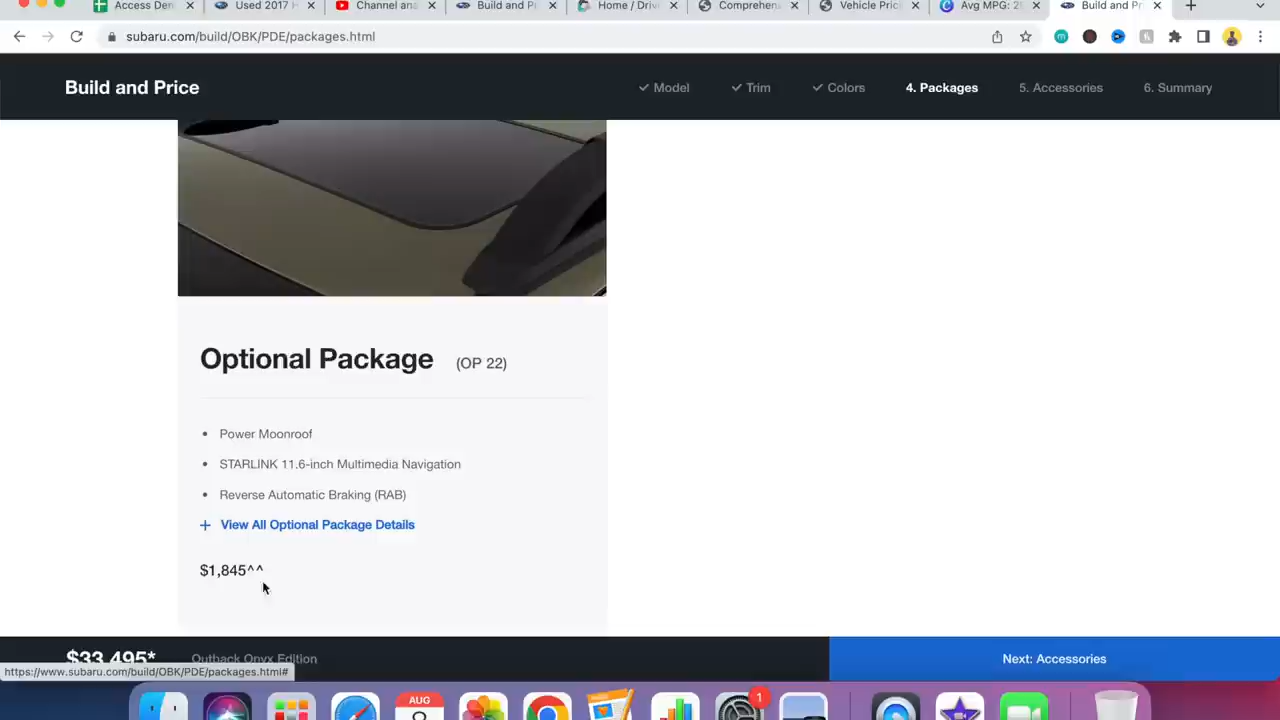 Access Den
Used 2017 H
Channel an
Build and Pr
Home / Driv
Comprehen
Vehicle Pric
Avg MPG: 2
Build and Pr
subaru.com/build/OBK/PDE/packages.html
Build and Price
Model
Trim
Colors
4. Packages
5. Accessories
6. Summary
Optional Package (OP 22)
• Power Moonroof
• STARLINK 11.6-inch Multimedia Navigation
• Reverse Automatic Braking (RAB)
+ View All Optional Package Details
$1,845^^
$33,495*
Outback Onyx Edition
Next: Accessories
https://www.subaru.com/build/OBK/PDE/packages.html#
AUG
1